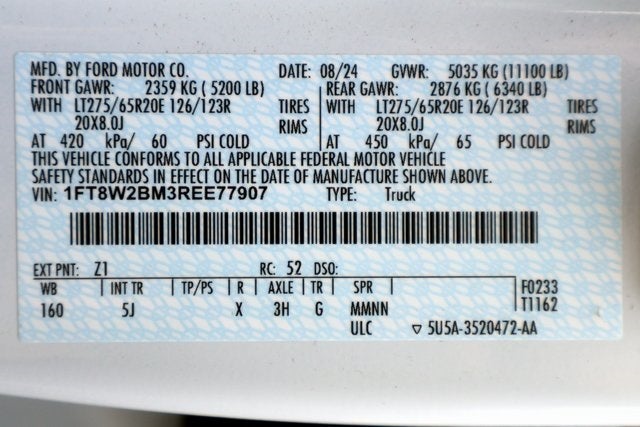 MFD. BY FORD MOTOR CO. DATE: 08/24 GVWR: 5035 KG (11100 LB)
FRONT GAWR: 2359 KG (5200 LB) REAR GAWR: 2876 KG (6340 LB)
WITH LT275/65R20E 126/123R TIRES WITH LT275/65R20E 126/123R TIRES
20X8.0J RIMS 20X8.0J RIMS
AT 420 kPa/ 60 PSI COLD AT 450 kPa/ 65 PSI COLD
THIS VEHICLE CONFORMS TO ALL APPLICABLE FEDERAL MOTOR VEHICLE
SAFETY STANDARDS IN EFFECT ON THE DATE OF MANUFACTURE SHOWN ABOVE.
VIN: 1FT8W2BM3REE77907 TYPE: Truck
EXT PNT: Z1 RC: 52 DSO:
WB INT TR TP/PS R AXLE TR SPR F0233
160 5J X 3H G MMNN T1162
ULC ▽ 5U5A-3520472-AA